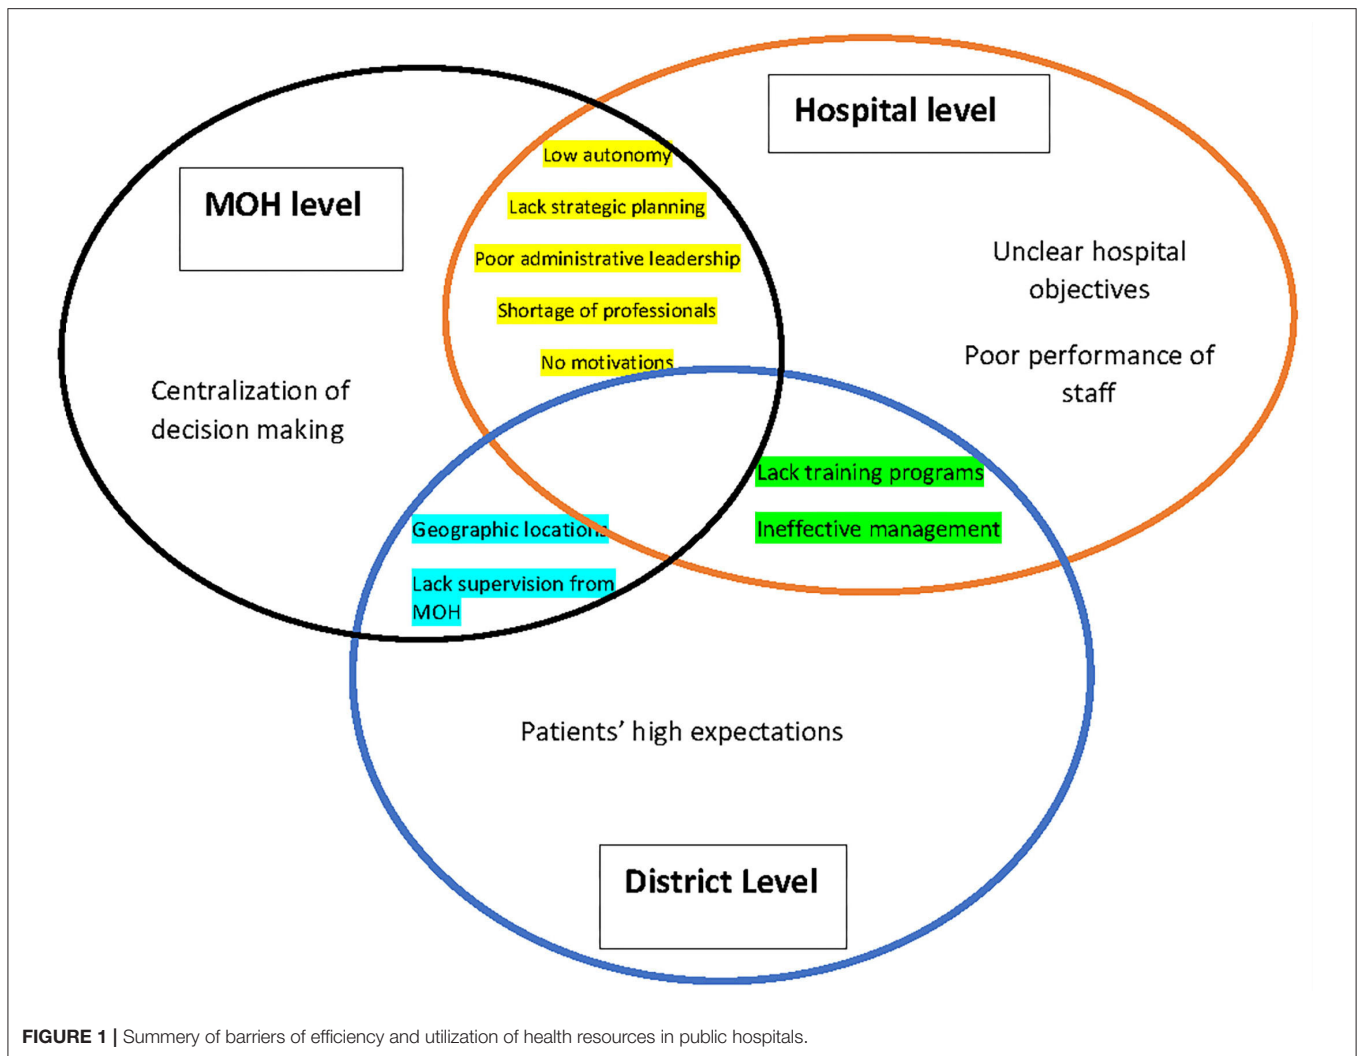 Hospital level
MOH level
Low autonomy
Lack strategic planning
Poor administrative leadership
Shortage of professionals
No motivations
Unclear hospital
objectives
Poor performance of
staff
Centralization of
decision making
Lack training programs
Ineffective management
Geographic locations
Lack supervision from
MOH
Patients’ high expectations
District Level
FIGURE 1 | Summery of barriers of efficiency and utilization of health resources in public hospitals.